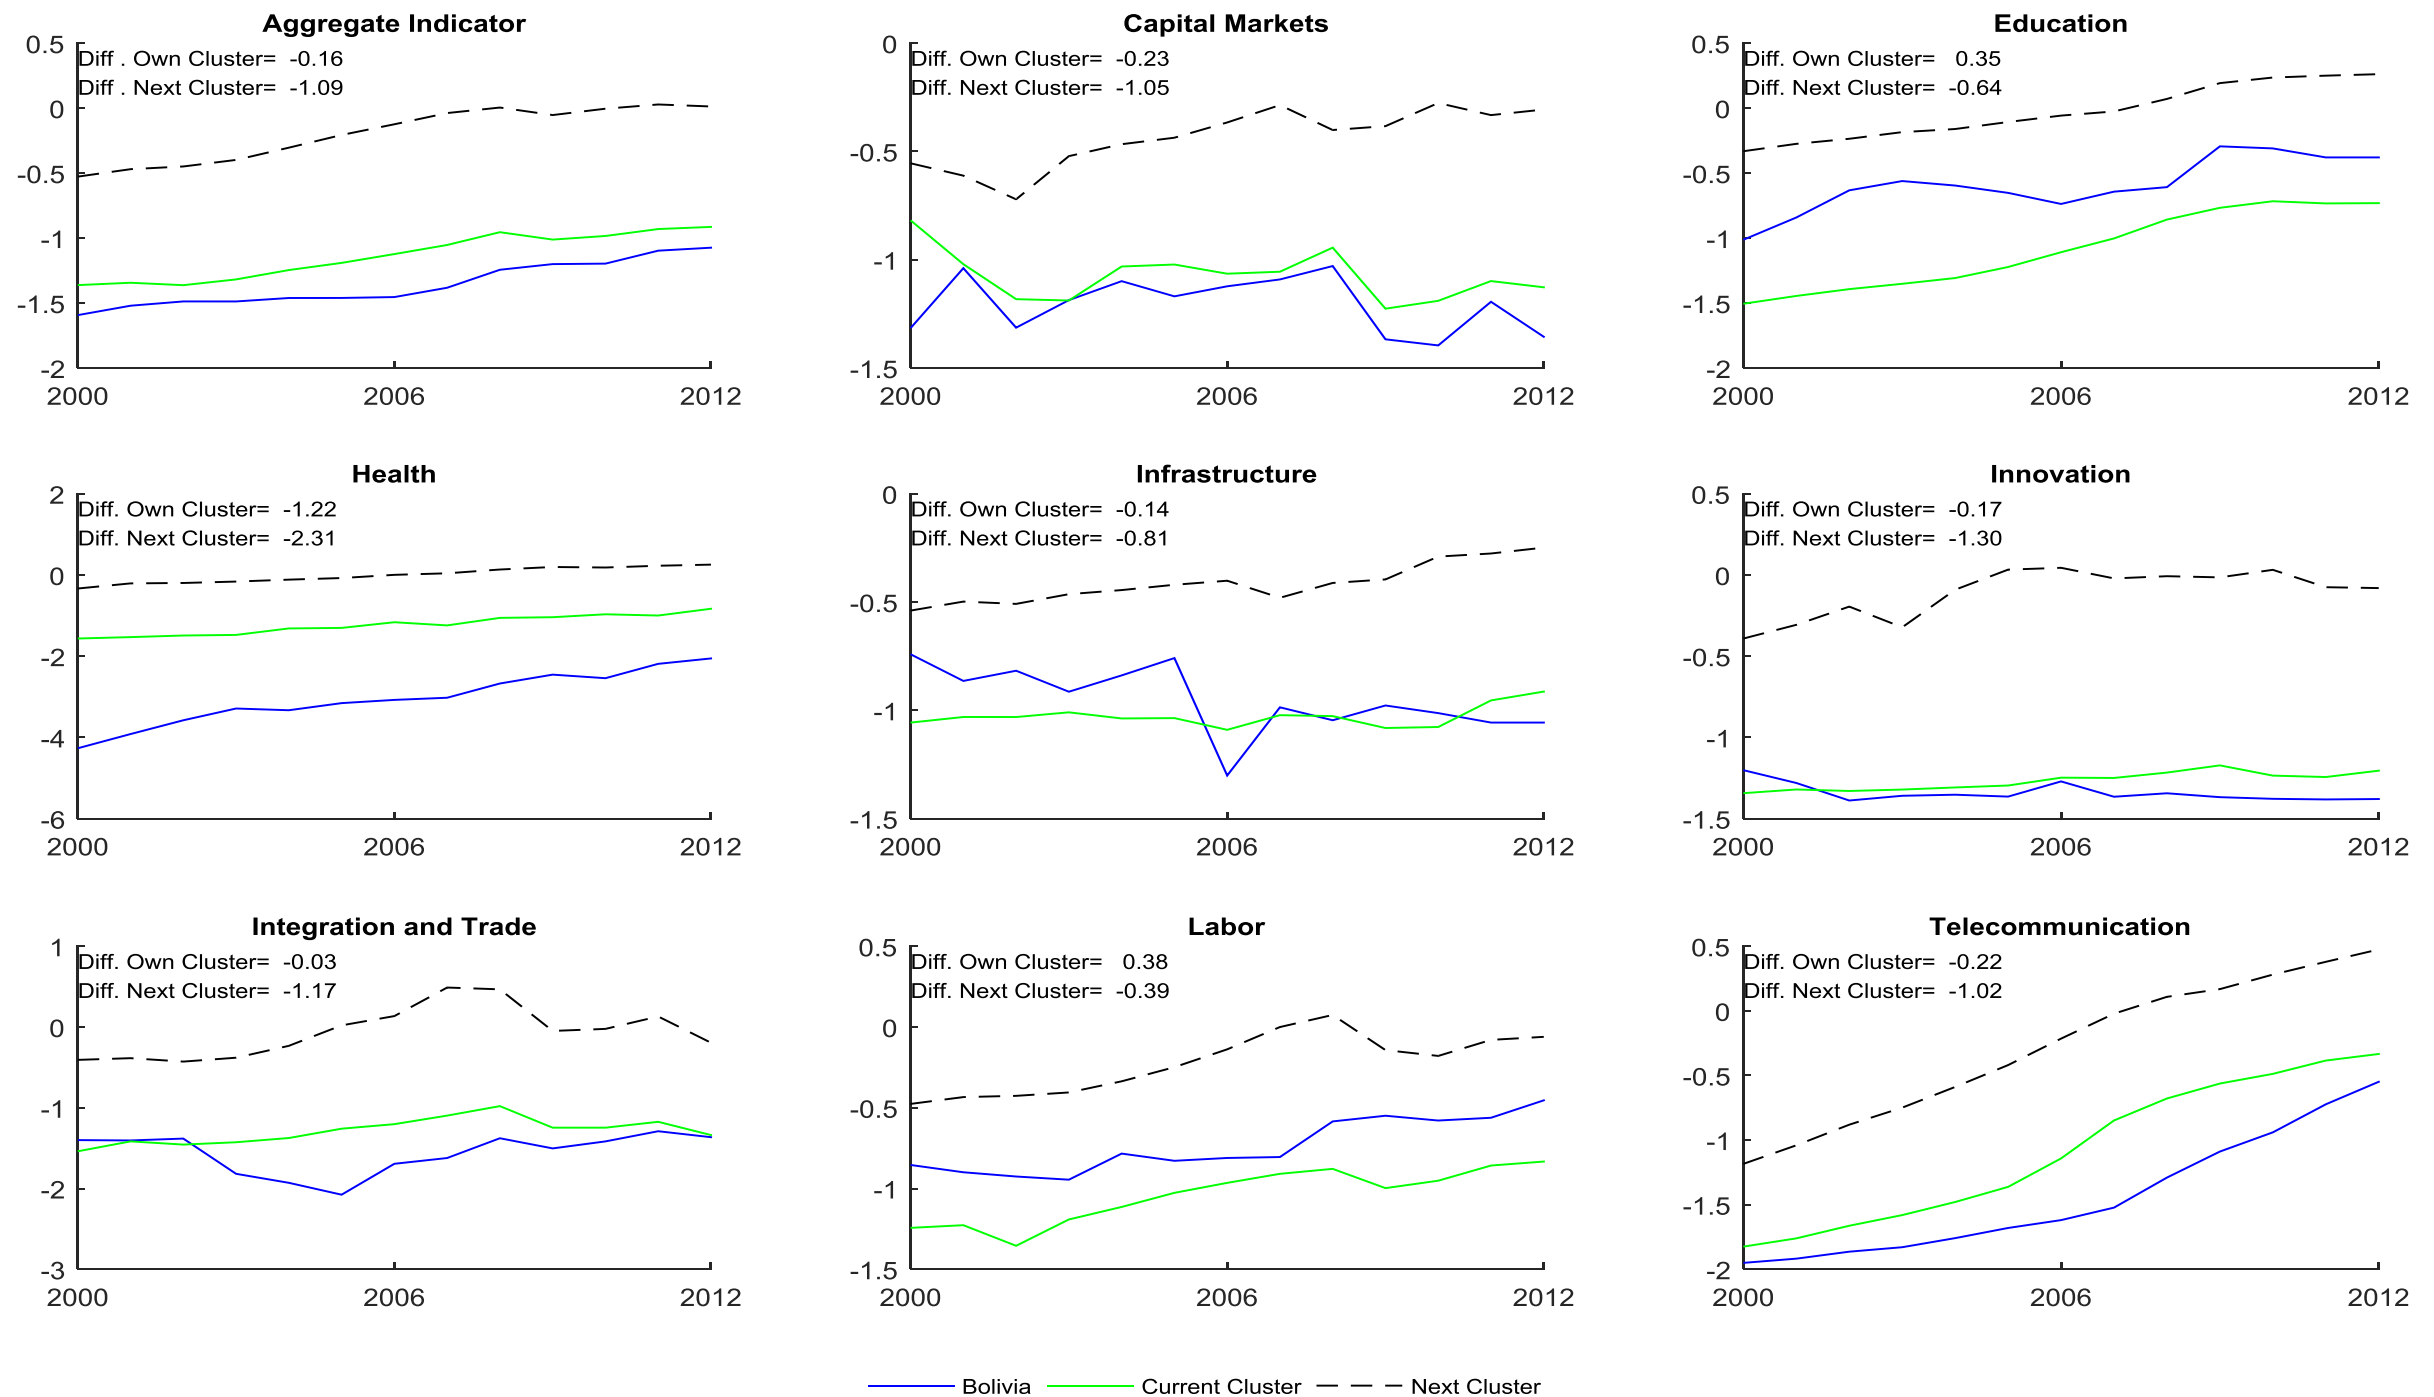 Aggregate Indicator
0.5
Diff . Own Cluster= -0.16
Diff . Next Cluster= -1.09
0
-0.5
-1
-1.5
-2
2000 2006 2012
Capital Markets
0
Diff. Own Cluster= -0.23
Diff. Next Cluster= -1.05
-0.5
-1
-1.5
2000 2006 2012
Education
0.5
Diff. Own Cluster= 0.35
Diff. Next Cluster= -0.64
0
-0.5
-1
-1.5
-2
2000 2006 2012
Health
2
Diff. Own Cluster= -1.22
Diff. Next Cluster= -2.31
0
-2
-4
-6
2000 2006 2012
Infrastructure
0
Diff. Own Cluster= -0.14
Diff. Next Cluster= -0.81
-0.5
-1
-1.5
2000 2006 2012
Innovation
0.5
Diff. Own Cluster= -0.17
Diff. Next Cluster= -1.30
0
-0.5
-1
-1.5
2000 2006 2012
Integration and Trade
1
Diff. Own Cluster= -0.03
Diff. Next Cluster= -1.17
0
-1
-2
-3
2000 2006 2012
Labor
0.5
Diff. Own Cluster= 0.38
Diff. Next Cluster= -0.39
0
-0.5
-1
-1.5
2000 2006 2012
Telecommunication
0.5
Diff. Own Cluster= -0.22
Diff. Next Cluster= -1.02
0
-0.5
-1
-1.5
-2
2000 2006 2012
Bolivia Current Cluster Next Cluster